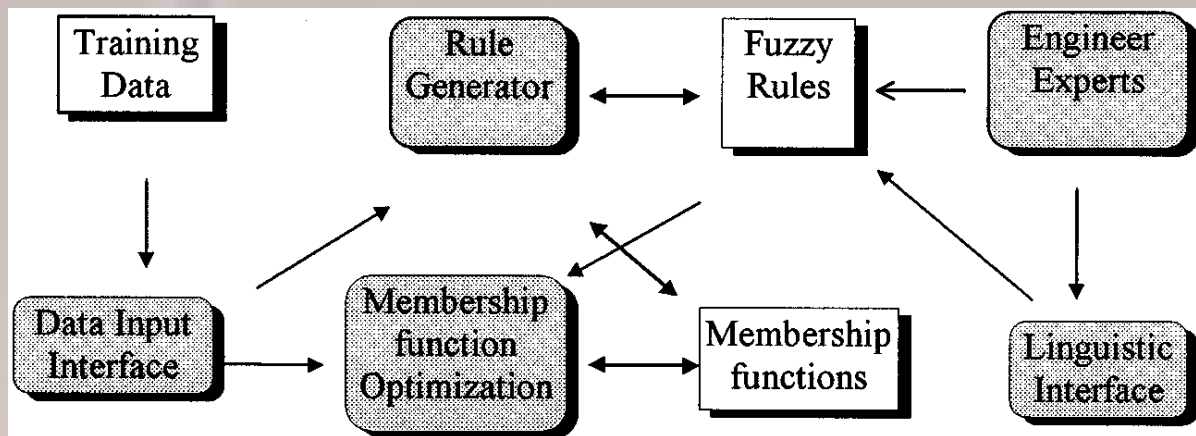 Training
Data
Rule
Generator
Fuzzy
Rules
Engineer
Experts
Data Input
Interface
Membership
function
Optimization
Membership
functions
Linguistic
Interface